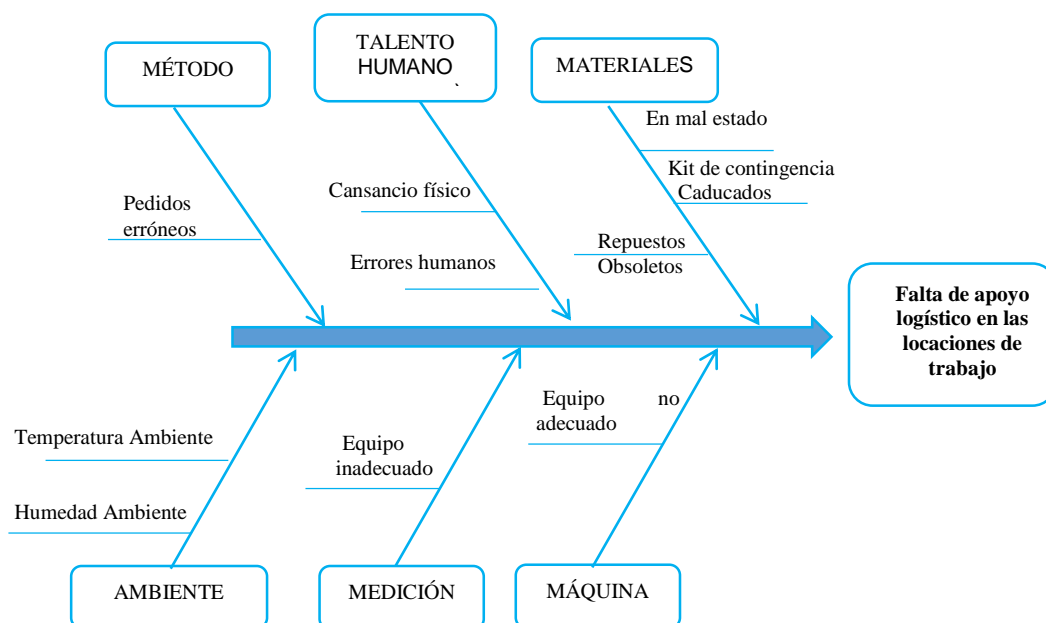 MÉTODO
TALENTO
HUMANO
MATERIALES
En mal estado
Kit de contingencia
Caducados
Cansancio físico
Pedidos
erróneos
Errores humanos
Repuestos
Obsoletos
Falta de apoyo
logístico en las
locaciones de
trabajo
Temperatura Ambiente
Humedad Ambiente
Equipo
inadecuado
Equipo no
adecuado
AMBIENTE
MEDICIÓN
MÁQUINA